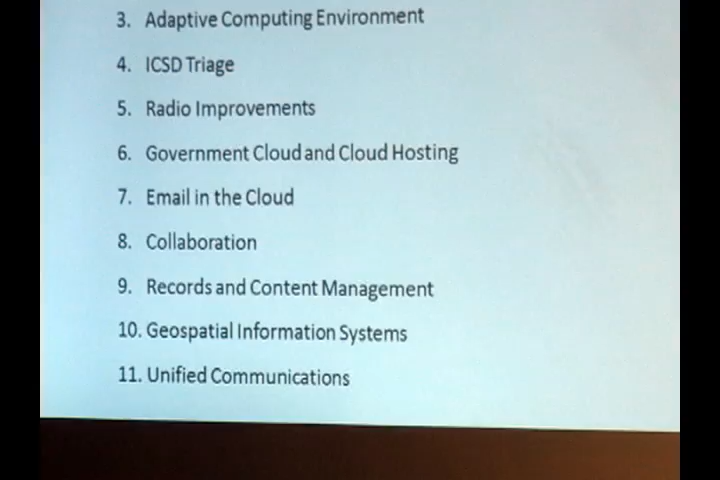 3. Adaptive Computing Environment
4. ICSD Triage
5. Radio Improvements
6. Government Cloud and Cloud Hosting
7. Email in the Cloud
8. Collaboration
9. Records and Content Management
10. Geospatial Information Systems
11. Unified Communications